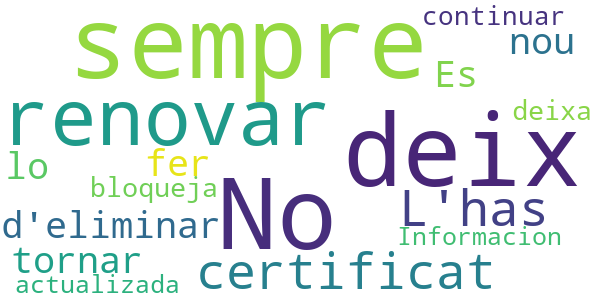 continuar
sempre
nou
Es
renovar
deixa
deix
lo
fer
bloqueja
No
L'has
d'eliminar
Informacion
tornar
certificat
actualizada